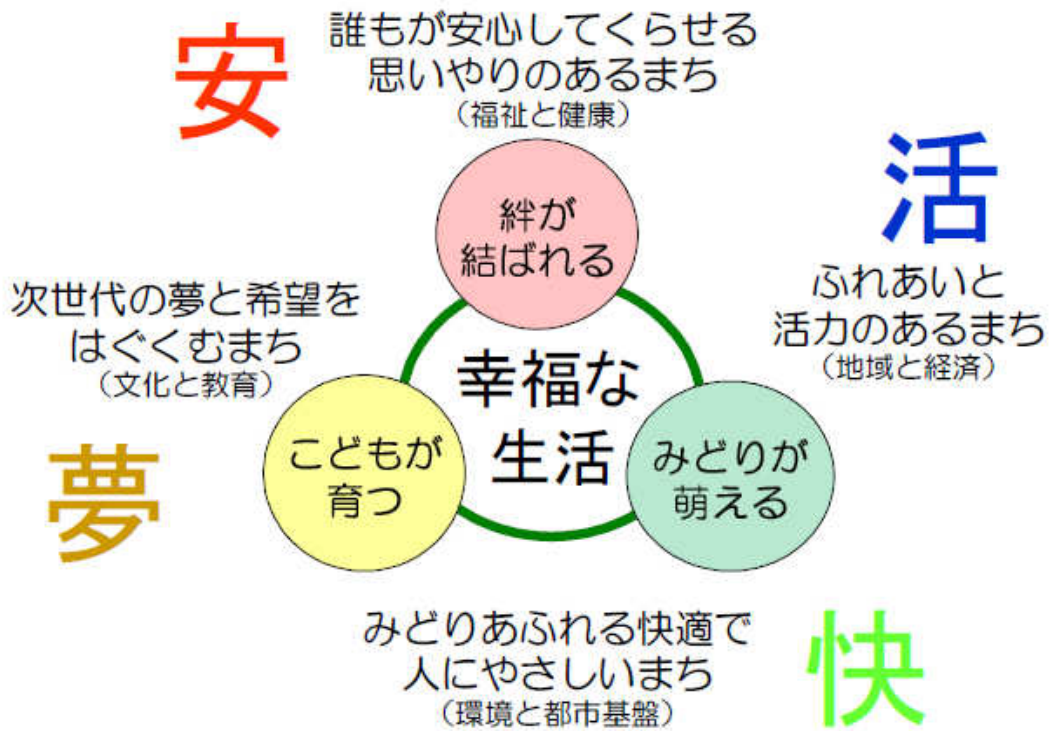 安
誰もが安心してくらせる
思いやりのあるまち
（福祉と健康）
活
ふれあいと
活力のあるまち
（地域と経済）
絆が
結ばれる
次世代の夢と希望を
はぐくむまち
（文化と教育）
夢
幸福な
生活
こどもが
育つ
みどりが
萌える
みどりあふれる快適で
人にやさしいまち
（環境と都市基盤）
快